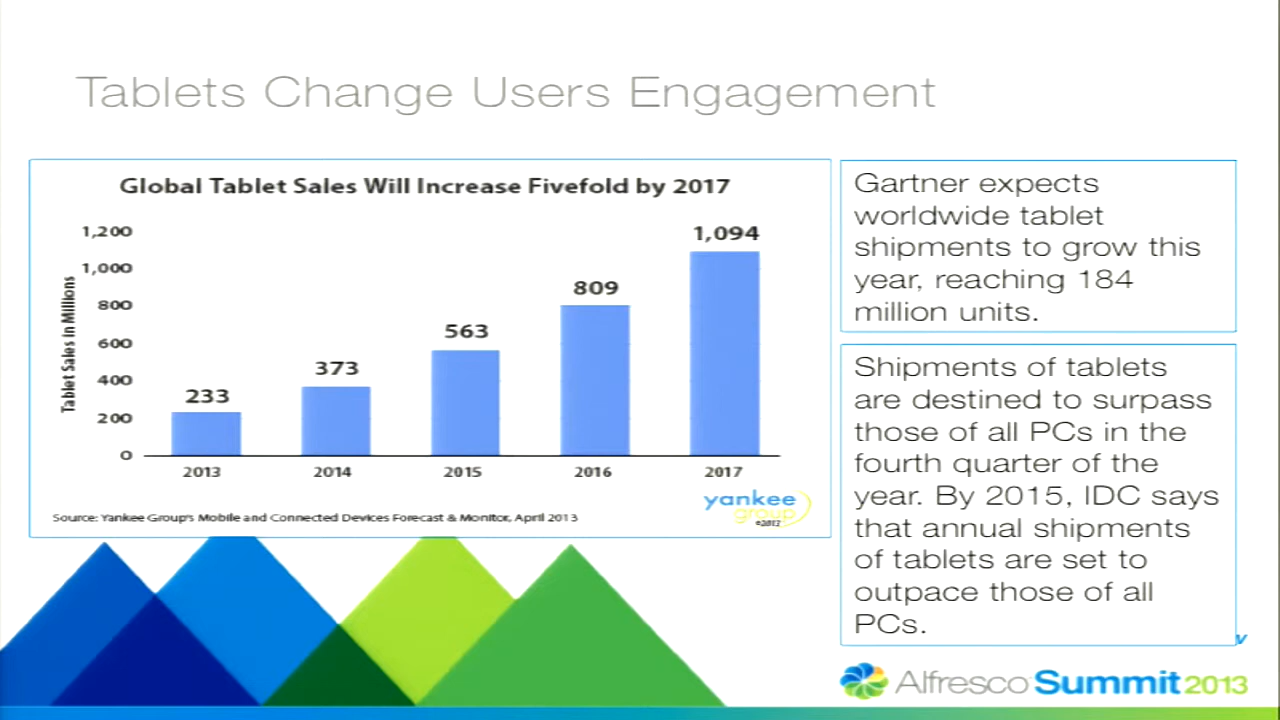 Tablets Change Users Engagement
Global Tablet Sales Will Increase Fivefold by 2017
Tablet Sales in Millions
1,200
1,000
800
600
400
200
0
233
373
563
809
1,094
2013
2014
2015
2016
2017
Source: Yankee Group's Mobile and Connected Devices Forecast & Monitor, April 2013
yankee
group
Gartner expects
worldwide tablet
shipments to grow this
year, reaching 184
million units.
Shipments of tablets
are destined to surpass
those of all PCs in the
fourth quarter of the
year. By 2015, IDC says
that annual shipments
of tablets are set to
outpace those of all
PCs.
Alfresco Summit 2013